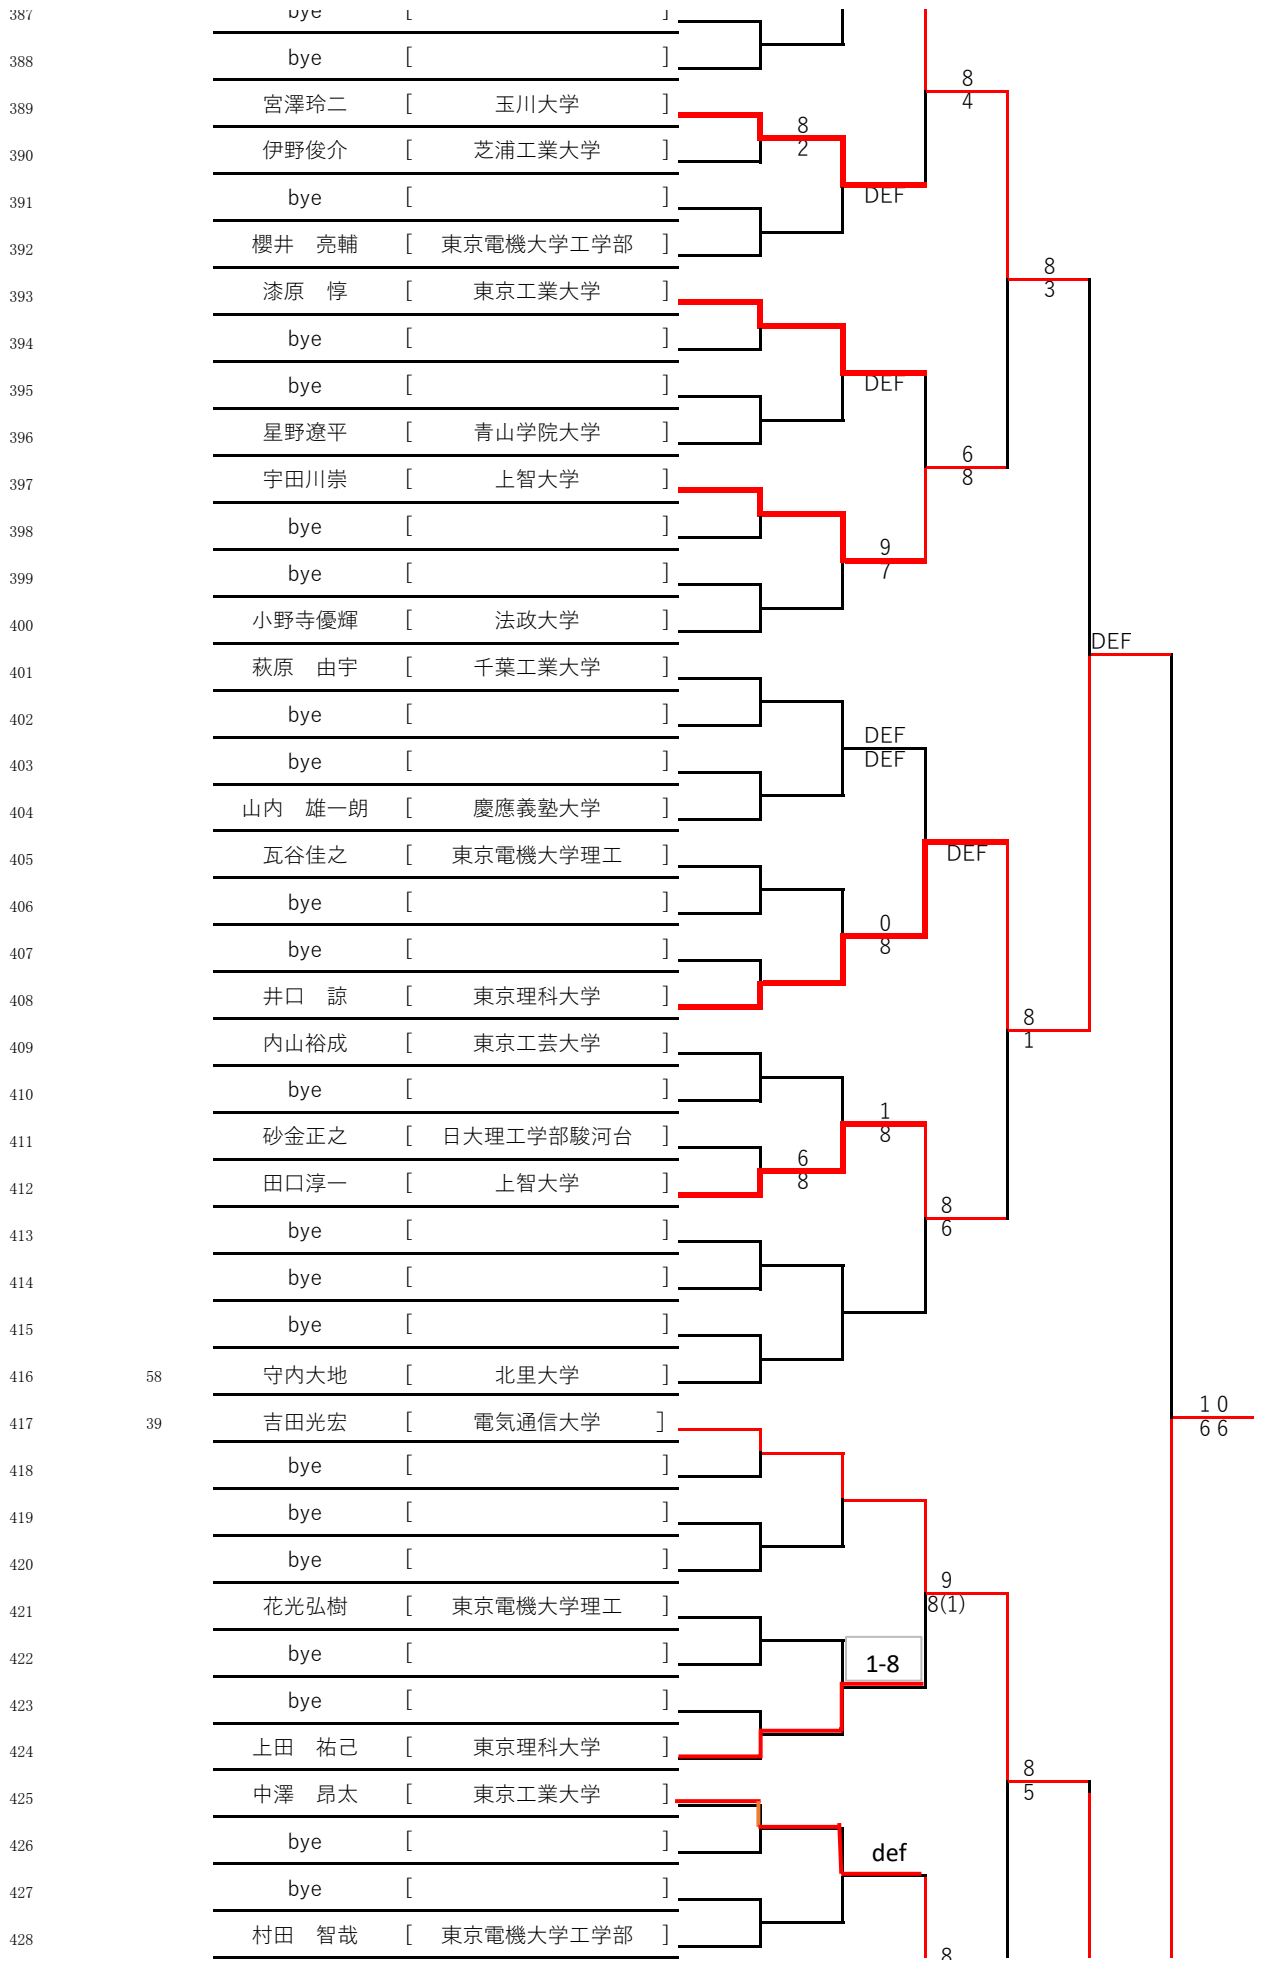 387 bye [ ]
388 bye [ ]
8
4
389 宮澤玲二 [ 玉川大学 ]
8
2
390 伊野俊介 [ 芝浦工業大学 ]
391 bye [ ] DEF
392 櫻井 亮輔 [ 東京電機大学工学部 ]
8
3
393 漆原 惇 [ 東京工業大学 ]
394 bye [ ]
395 bye [ ] DEF
396 星野遼平 [ 青山学院大学 ]
6
8
397 宇田川崇 [ 上智大学 ]
398 bye [ ]
9
7
399 bye [ ]
400 小野寺優輝 [ 法政大学 ]
DEF
401 萩原 由宇 [ 千葉工業大学 ]
402 bye [ ]
DEF
DEF
403 bye [ ]
404 山内 雄一朗 [ 慶應義塾大学 ]
405 瓦谷佳之 [ 東京電機大学理工 ] DEF
406 bye [ ]
0
8
407 bye [ ]
408 井口 諒 [ 東京理科大学 ]
8
1
409 内山裕成 [ 東京工芸大学 ]
410 bye [ ]
1
8
411 砂金正之 [ 日大理工学部駿河台 ]
6
8
412 田口淳一 [ 上智大学 ]
8
6
413 bye [ ]
414 bye [ ]
415 bye [ ]
416 58 守内大地 [ 北里大学 ]
1 0
6 6
417 39 吉田光宏 [ 電気通信大学 ]
418 bye [ ]
419 bye [ ]
420 bye [ ]
9
8(1)
421 花光弘樹 [ 東京電機大学理工 ]
422 bye [ ]
1-8
423 bye [ ]
424 上田 祐己 [ 東京理科大学 ]
8
5
425 中澤 昂太 [ 東京工業大学 ]
426 bye [ ]
def
427 bye [ ]
428 村田 智哉 [ 東京電機大学工学部 ]
8